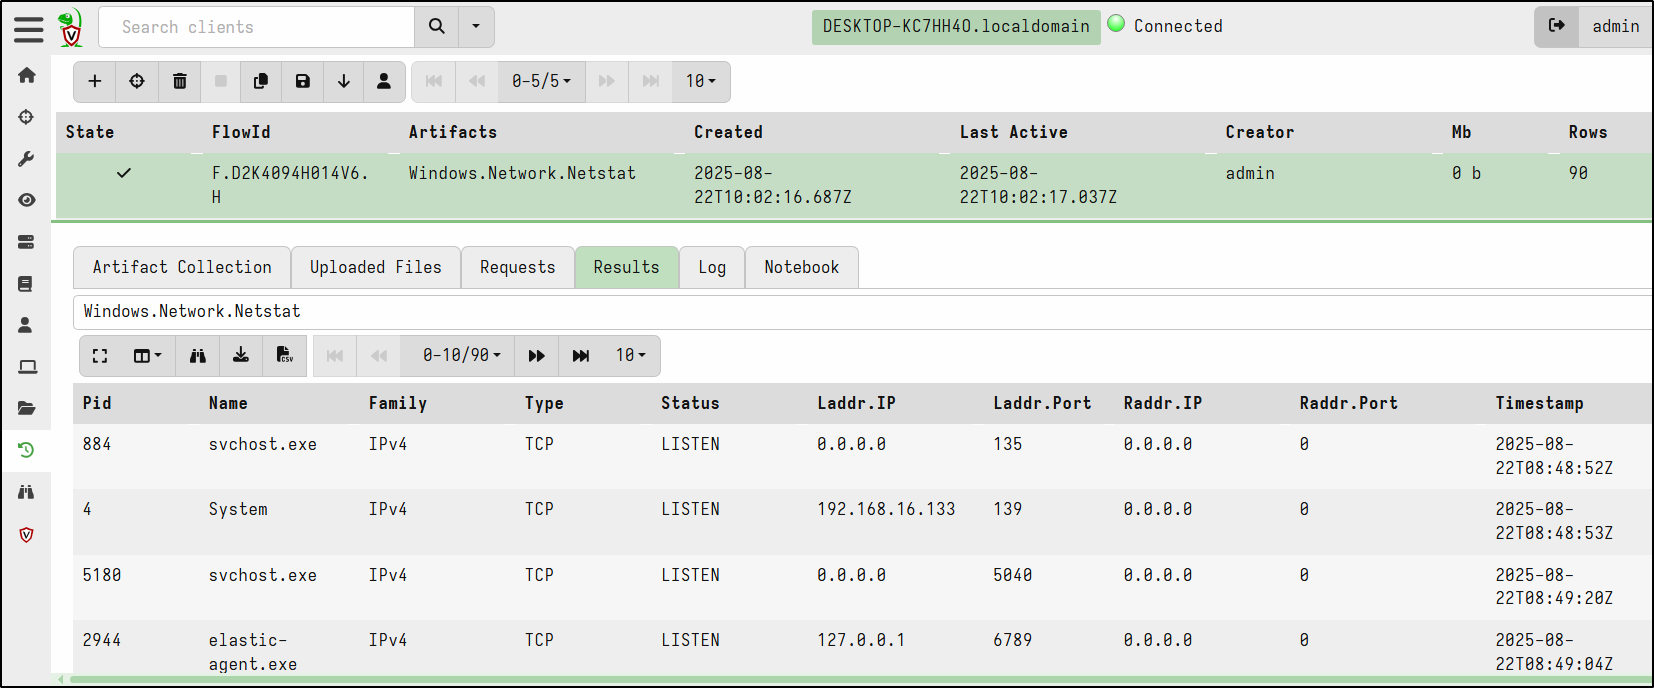 Search clients DESKTOP-KC7HH4O.localdomain Connected admin
0-5/5 10
State FlowId Artifacts Created Last Active Creator Mb Rows
F.D2K4094H014V6. Windows.Network.Netstat 2025-08- 2025-08- admin 0 b 90
H 22T10:02:16.687Z 22T10:02:17.037Z
Artifact Collection Uploaded Files Requests Results Log Notebook
Windows.Network.Netstat
CSV 0-10/90 10
Pid Name Family Type Status Laddr.IP Laddr.Port Raddr.IP Raddr.Port Timestamp
884 svchost.exe IPv4 TCP LISTEN 0.0.0.0 135 0.0.0.0 0 2025-08-
22T08:48:52Z
4 System IPv4 TCP LISTEN 192.168.16.133 139 0.0.0.0 0 2025-08-
22T08:48:53Z
5180 svchost.exe IPv4 TCP LISTEN 0.0.0.0 5040 0.0.0.0 0 2025-08-
22T08:49:20Z
2944 elastic- IPv4 TCP LISTEN 127.0.0.1 6789 0.0.0.0 0 2025-08-
agent.exe 22T08:49:04Z